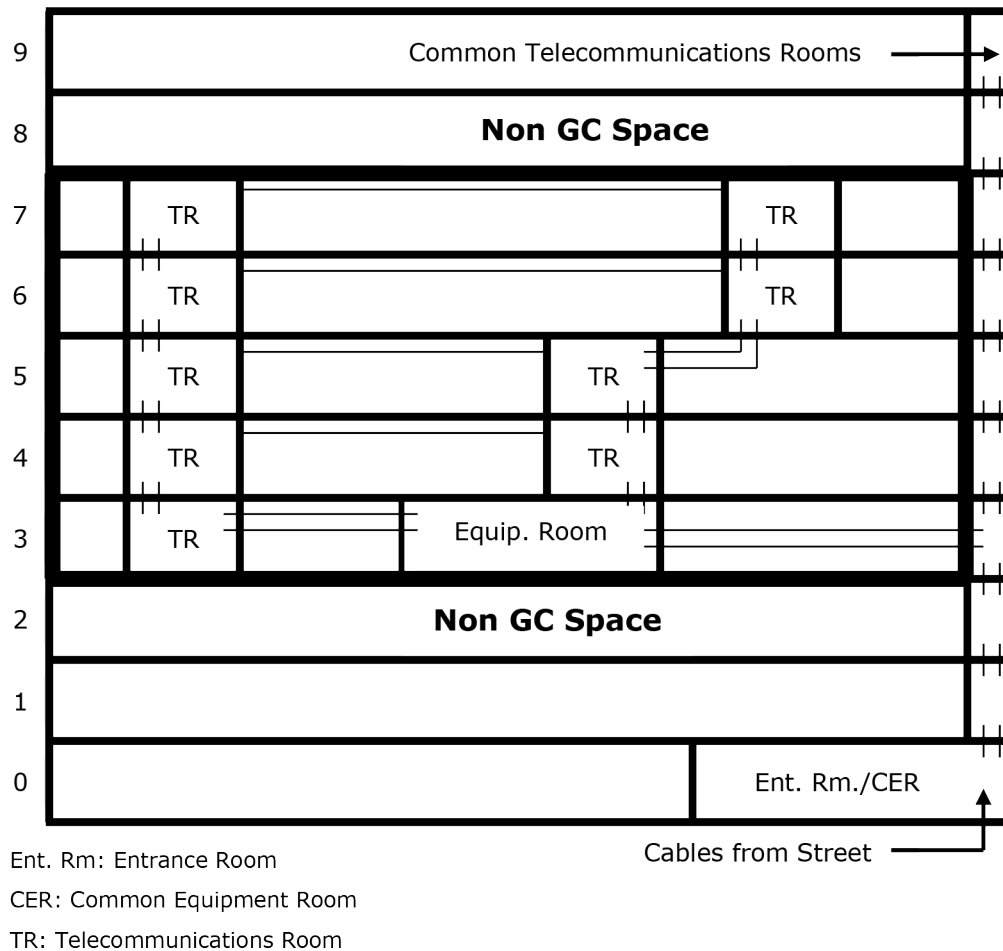 9
Common Telecommunications Rooms
8
Non GC Space
7
TR
TR
6
TR
TR
5
TR
TR
4
TR
TR
3
TR
Equip. Room
2
Non GC Space
1
0
Ent. Rm./CER
Cables from Street
Ent. Rm: Entrance Room
CER: Common Equipment Room
TR: Telecommunications Room